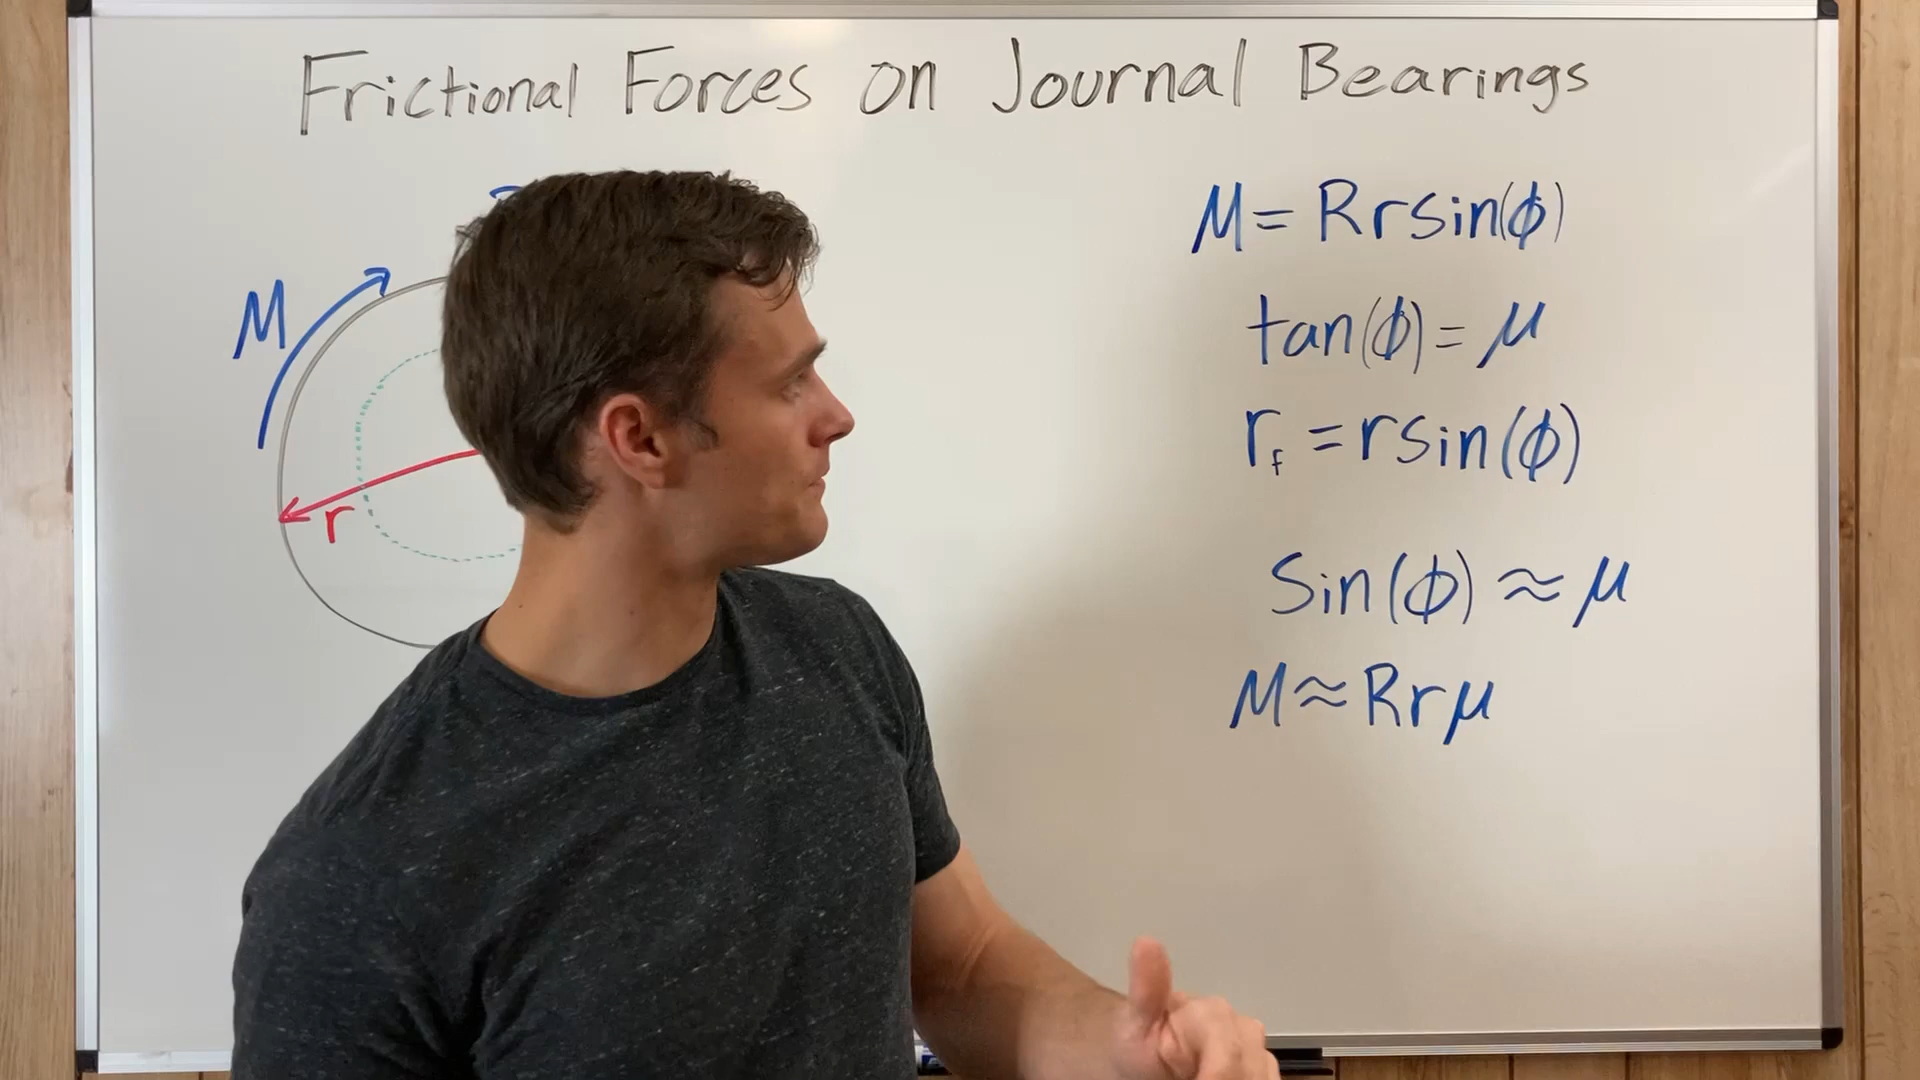 Frictional Forces on Journal Bearings
M
r
M = Rrsin(ϕ)
tan(ϕ) = μ
r_f = rsin(ϕ)
Sin(ϕ) ≈ μ
M ≈ Rrμ